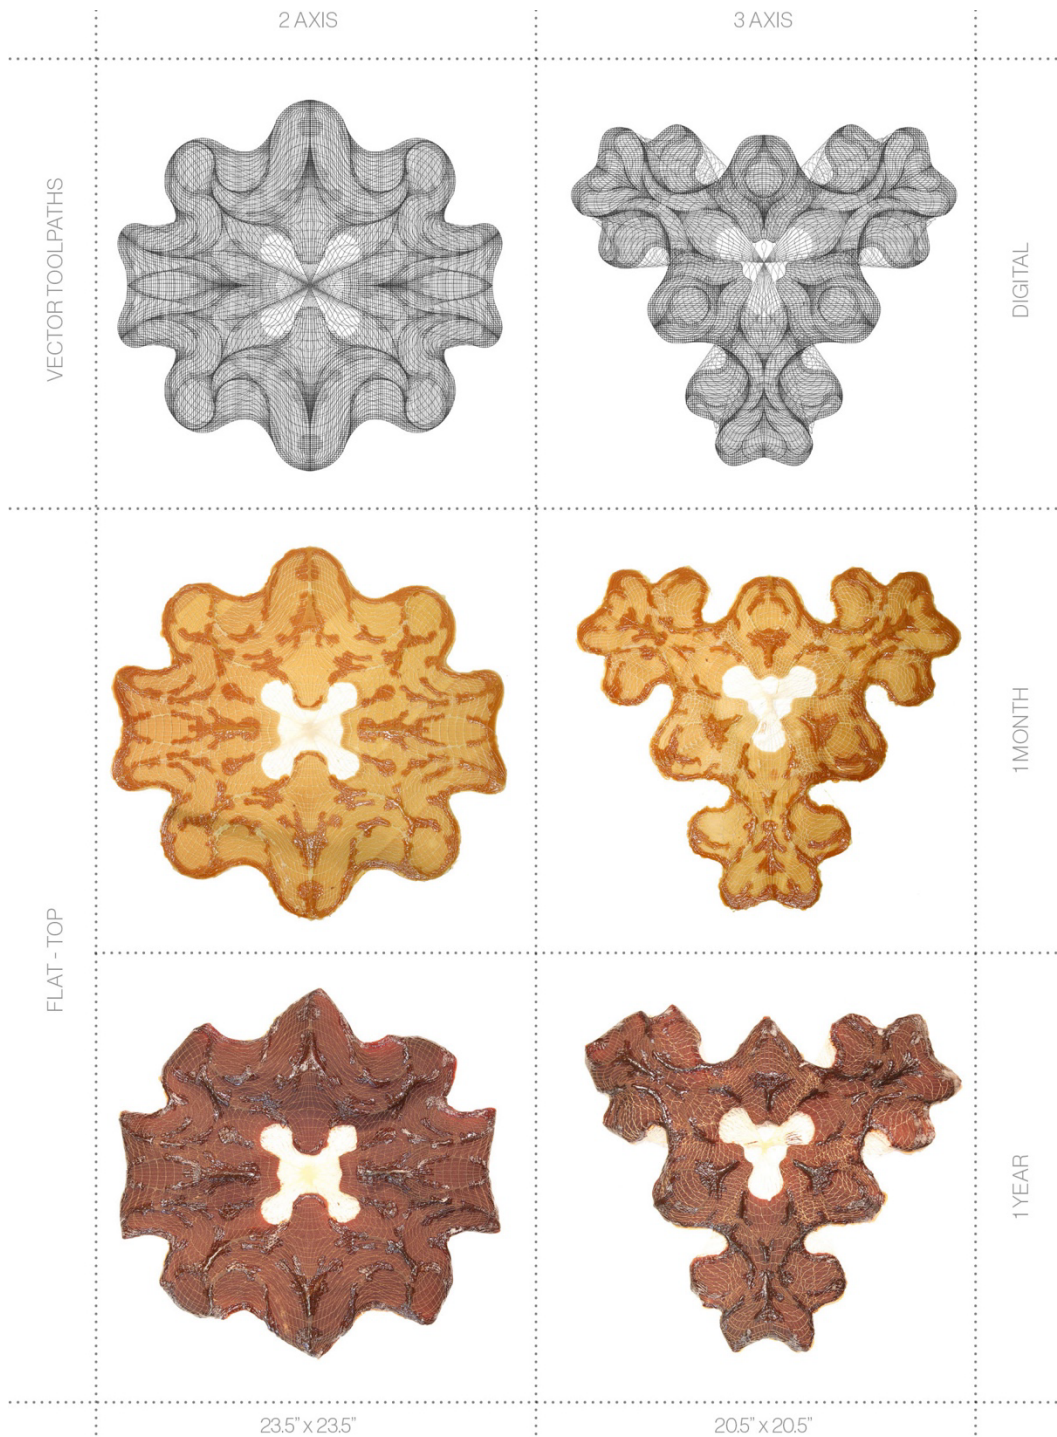 2 AXIS
3 AXIS
VECTOR TOOLPATHS
DIGITAL
FLAT - TOP
1 MONTH
1 YEAR
23.5” x 23.5”
20.5” x 20.5”